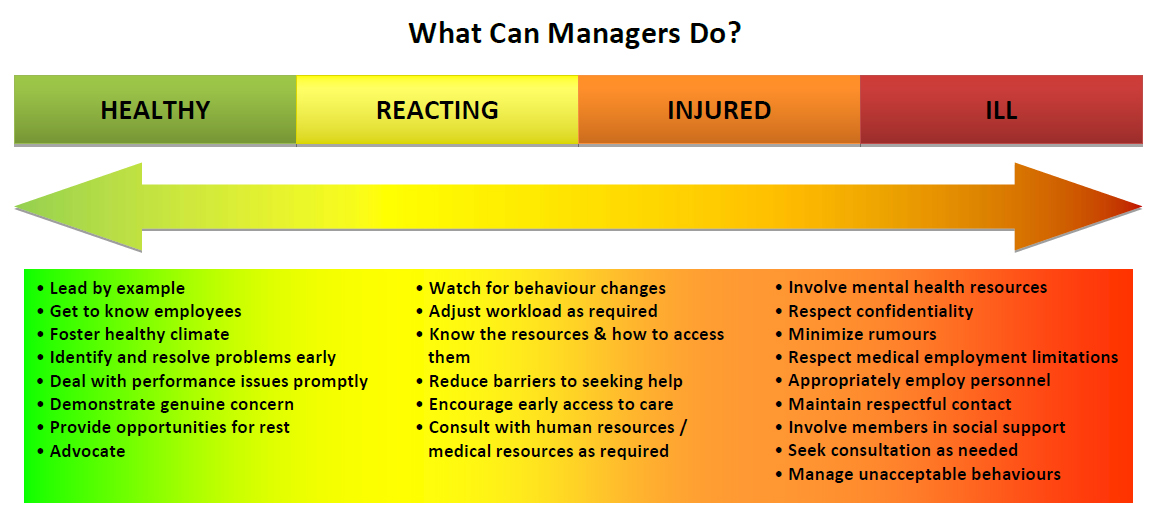 What Can Managers Do?
HEALTHY
REACTING
INJURED
ILL
• Lead by example
• Get to know employees
• Foster healthy climate
• Identify and resolve problems early
• Deal with performance issues promptly
• Demonstrate genuine concern
• Provide opportunities for rest
• Advocate
• Watch for behaviour changes
• Adjust workload as required
• Know the resources & how to access
them
• Reduce barriers to seeking help
• Encourage early access to care
• Consult with human resources /
medical resources as required
• Involve mental health resources
• Respect confidentiality
• Minimize rumours
• Respect medical employment limitations
• Appropriately employ personnel
• Maintain respectful contact
• Involve members in social support
• Seek consultation as needed
• Manage unacceptable behaviours